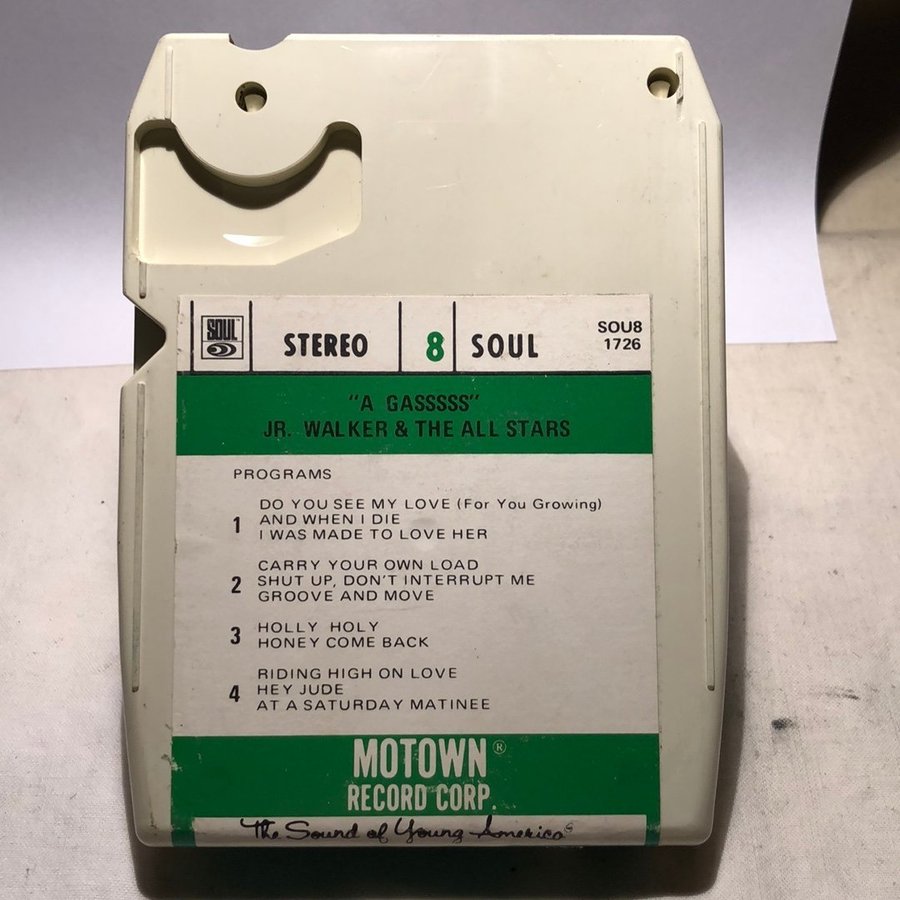 SOUL
STEREO
8
SOUL
SOU8
1726
"A GASSSSS"
JR. WALKER & THE ALL STARS
PROGRAMS
1
DO YOU SEE MY LOVE (For You Growing)
AND WHEN I DIE
I WAS MADE TO LOVE HER
2
CARRY YOUR OWN LOAD
SHUT UP, DON'T INTERRUPT ME
GROOVE AND MOVE
3
HOLLY HOLY
HONEY COME BACK
4
RIDING HIGH ON LOVE
HEY JUDE
AT A SATURDAY MATINEE
MOTOWN®
RECORD CORP.
The Sound of Young America®